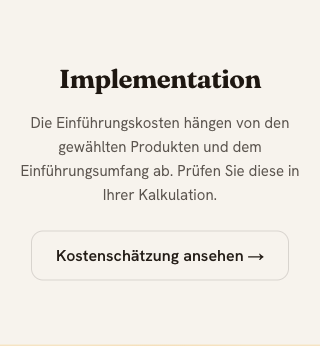 Implementation
Die Einführungskosten hängen von den
gewählten Produkten und dem
Einführungsumfang ab. Prüfen Sie diese in
Ihrer Kalkulation.
Kostenschätzung ansehen →